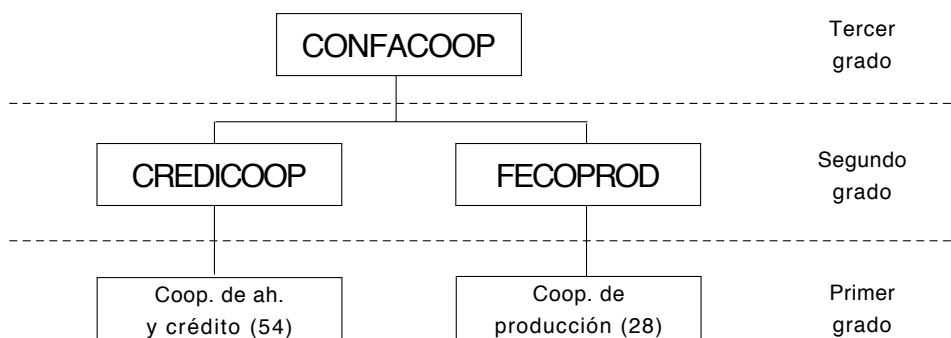 CONFACOOP
Tercer
grado
CREDICOOP
FECOPROD
Segundo
grado
Coop. de ah.
y crédito (54)
Coop. de
producción (28)
Primer
grado